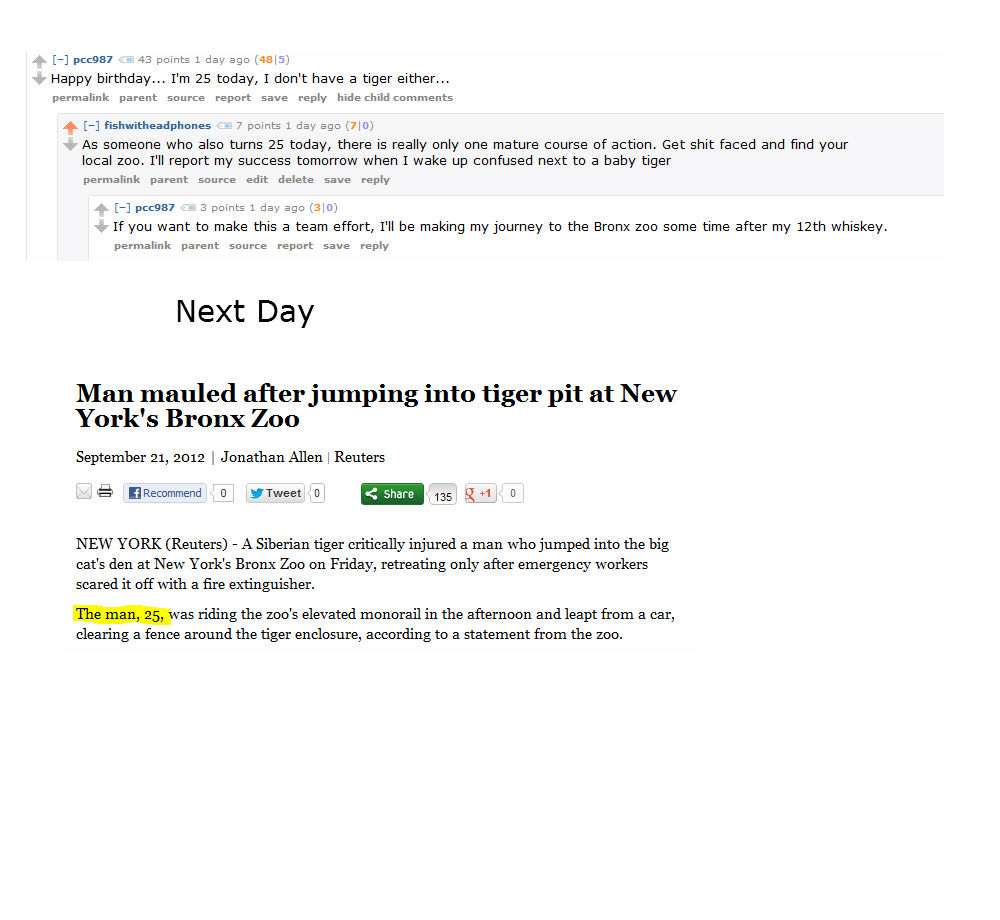 [–] pcc987 43 points 1 day ago (48|5)
Happy birthday... I'm 25 today, I don't have a tiger either...
permalink parent source report save reply hide child comments
[–] fishwitheadphones 7 points 1 day ago (7|0)
As someone who also turns 25 today, there is really only one mature course of action. Get shit faced and find your
local zoo. I'll report my success tomorrow when I wake up confused next to a baby tiger
permalink parent source edit delete save reply
[–] pcc987 3 points 1 day ago (3|0)
If you want to make this a team effort, I'll be making my journey to the Bronx zoo some time after my 12th whiskey.
permalink parent source report save reply
Next Day
Man mauled after jumping into tiger pit at New
York's Bronx Zoo
September 21, 2012 | Jonathan Allen | Reuters
Recommend 0 Tweet 0 Share 135 +1 0
NEW YORK (Reuters) - A Siberian tiger critically injured a man who jumped into the big
cat's den at New York's Bronx Zoo on Friday, retreating only after emergency workers
scared it off with a fire extinguisher.
The man, 25, was riding the zoo's elevated monorail in the afternoon and leapt from a car,
clearing a fence around the tiger enclosure, according to a statement from the zoo.